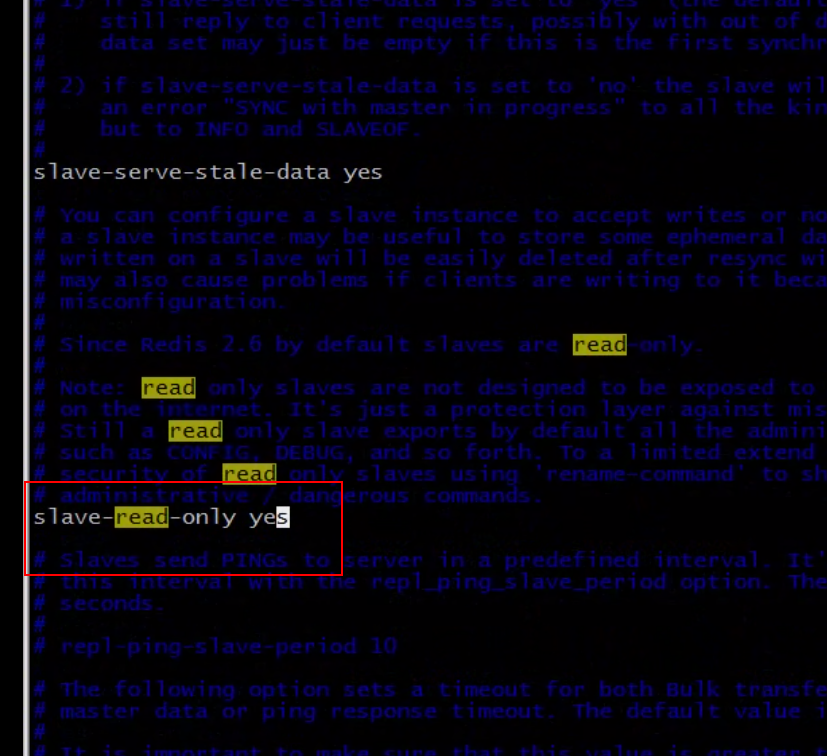 # 1) if slave-serve-stale-data is set to 'yes' (the default
#    still reply to client requests, possibly with out of d
#    data set may just be empty if this is the first synchr
#
# 2) if slave-serve-stale-data is set to 'no' the slave wil
#    an error "SYNC with master in progress" to all the kin
#    but to INFO and SLAVEOF.
#
slave-serve-stale-data yes
# You can configure a slave instance to accept writes or no
# a slave instance may be useful to store some ephemeral da
# written on a slave will be easily deleted after resync wi
# may also cause problems if clients are writing to it beca
# misconfiguration.
#
# Since Redis 2.6 by default slaves are read-only.
#
# Note: read only slaves are not designed to be exposed to
# on the internet. It's just a protection layer against mis
# Still a read only slave exports by default all the admini
# such as CONFIG, DEBUG, and so forth. To a limited extend
# security of read only slaves using 'rename-command' to sh
# administrative / dangerous commands.
slave-read-only yes
# Slaves send PINGs to server in a predefined interval. It'
# this interval with the repl_ping_slave_period option. The
# seconds.
#
# repl-ping-slave-period 10
# The following option sets a timeout for both Bulk transfe
# master data or ping response timeout. The default value i
#
# It is important to make sure that this value is greater